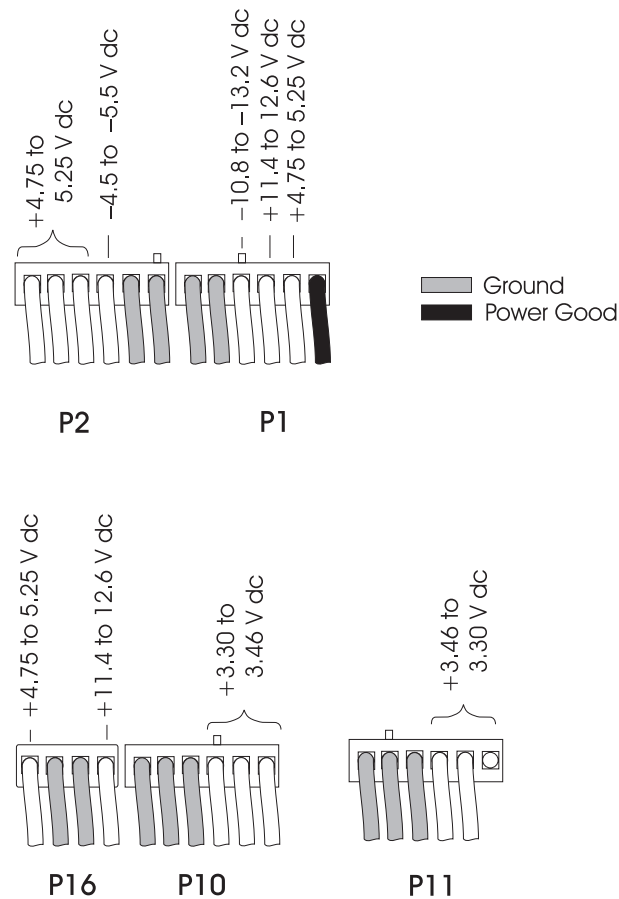 +4.75 to
5.25 V dc
–4.5 to –5.5 V dc
–10.8 to –13.2 V dc
+11.4 to 12.6 V dc
+4.75 to 5.25 V dc
Ground
Power Good
P2
P1
+4.75 to 5.25 V dc
+11.4 to 12.6 V dc
+3.30 to
3.46 V dc
+3.46 to
3.30 V dc
P16
P10
P11